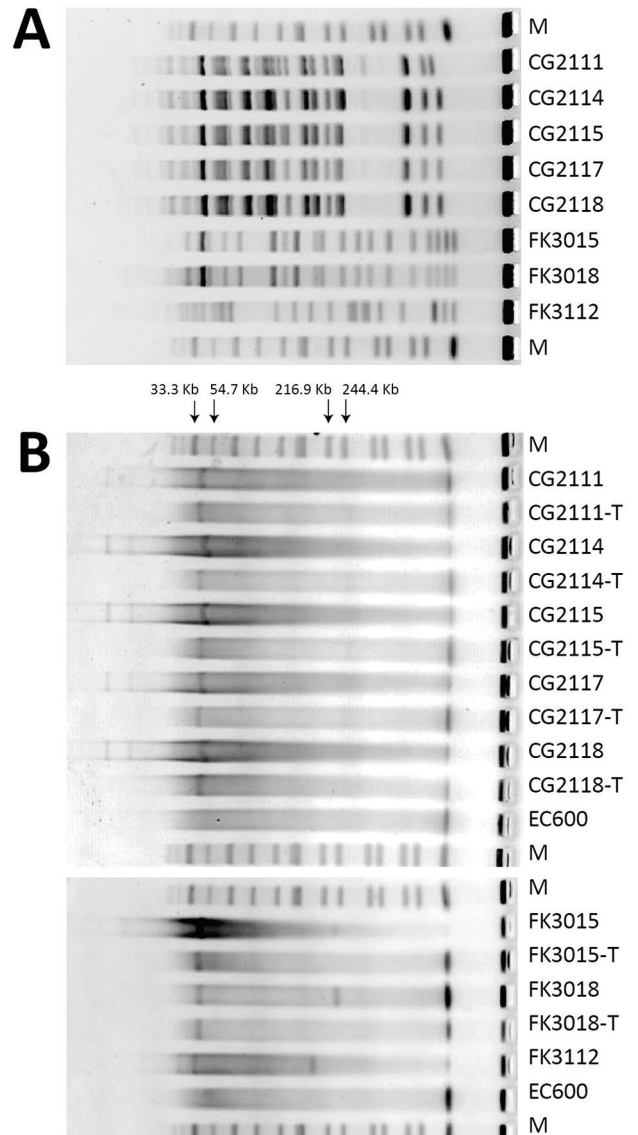 A
M
CG2111
CG2114
CG2115
CG2117
CG2118
FK3015
FK3018
FK3112
M
33.3 Kb 54.7 Kb 216.9 Kb 244.4 Kb
B
M
CG2111
CG2111-T
CG2114
CG2114-T
CG2115
CG2115-T
CG2117
CG2117-T
CG2118
CG2118-T
EC600
M
M
FK3015
FK3015-T
FK3018
FK3018-T
FK3112
EC600
M